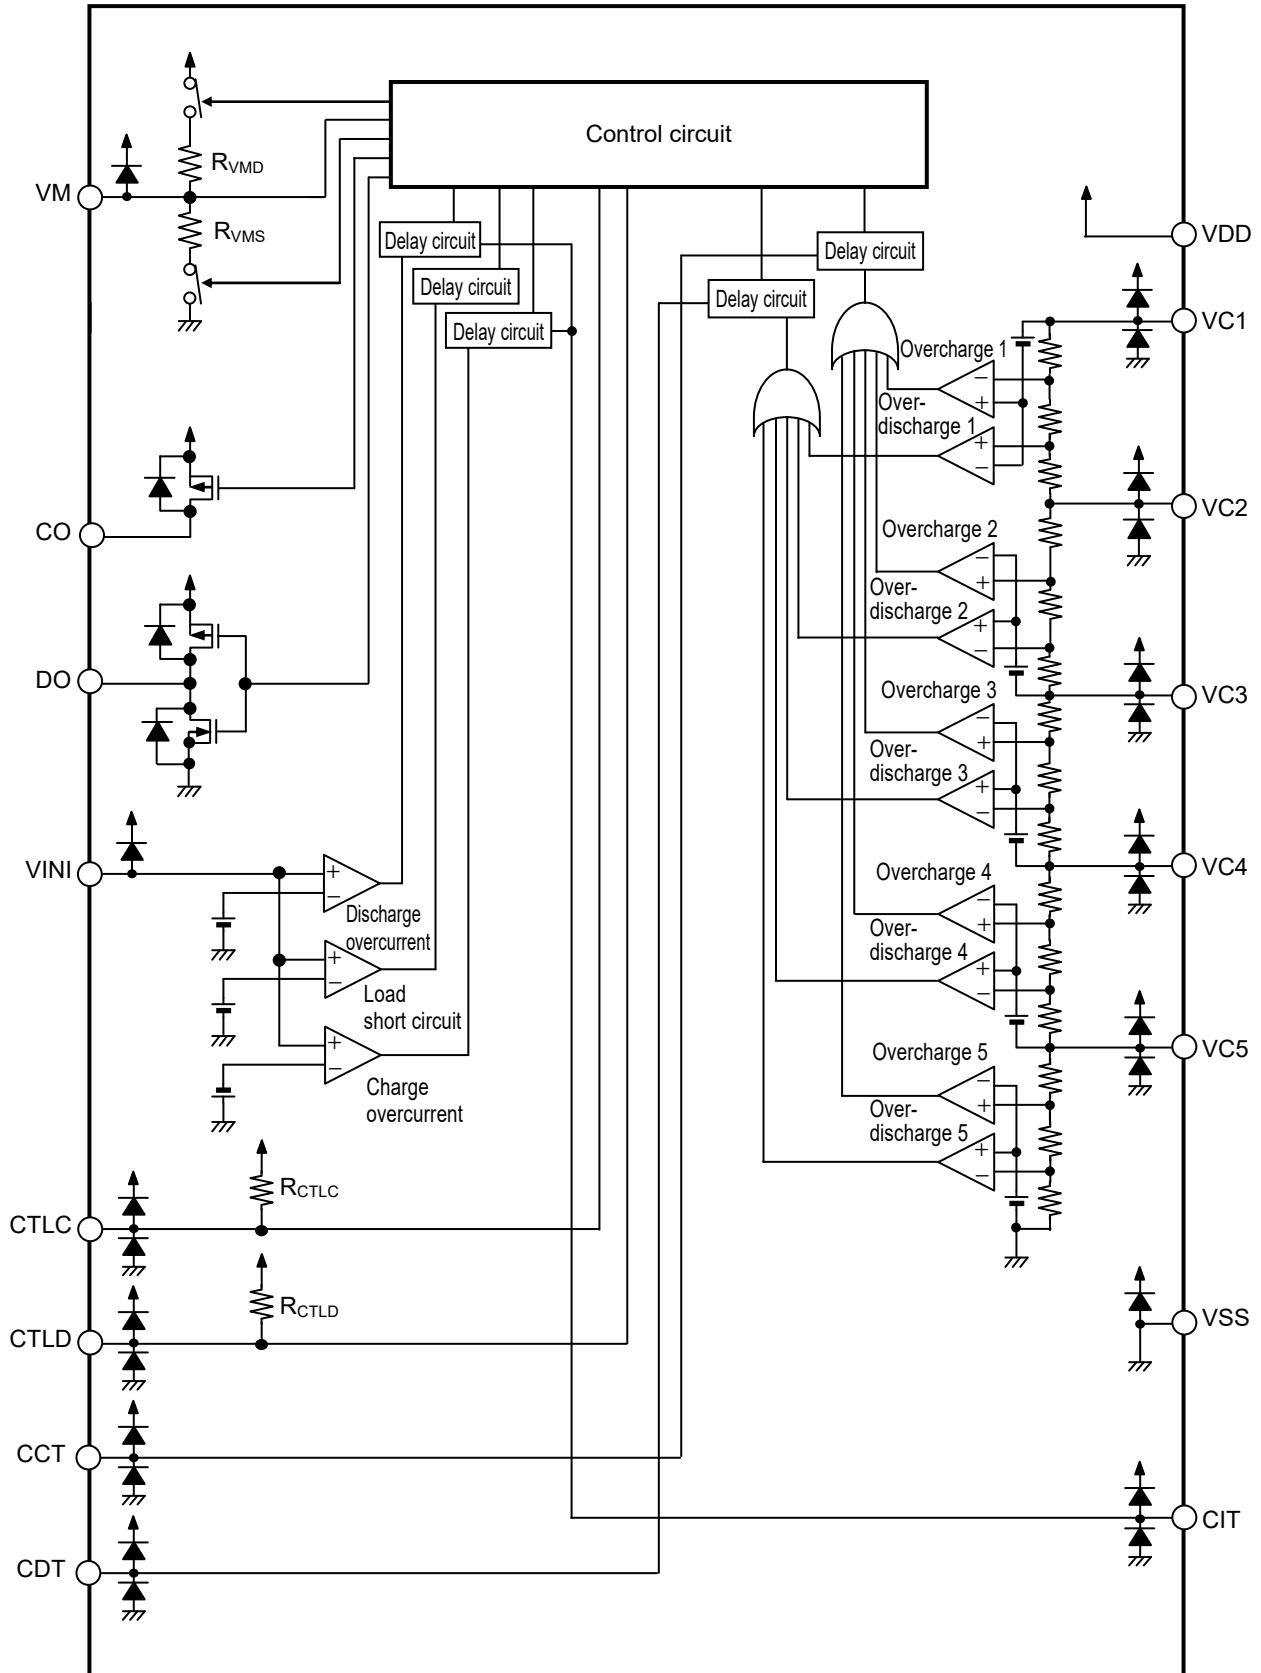 Control circuit
RVMD
VM
RVMS
Delay circuit
Delay circuit
Delay circuit
Delay circuit
Delay circuit
VDD
VC1
Overcharge 1
−
+
Over-
discharge 1
+
−
CO
VC2
Overcharge 2
−
+
Over-
discharge 2
+
−
DO
VC3
Overcharge 3
−
+
Over-
discharge 3
+
−
VINI
+
−
Discharge
overcurrent
+
−
Load
short circuit
+
−
Charge
overcurrent
VC4
Overcharge 4
−
+
Over-
discharge 4
+
−
VC5
Overcharge 5
−
+
Over-
discharge 5
+
−
RCTLC
CTLC
RCTLD
CTLD
VSS
CCT
CIT
CDT